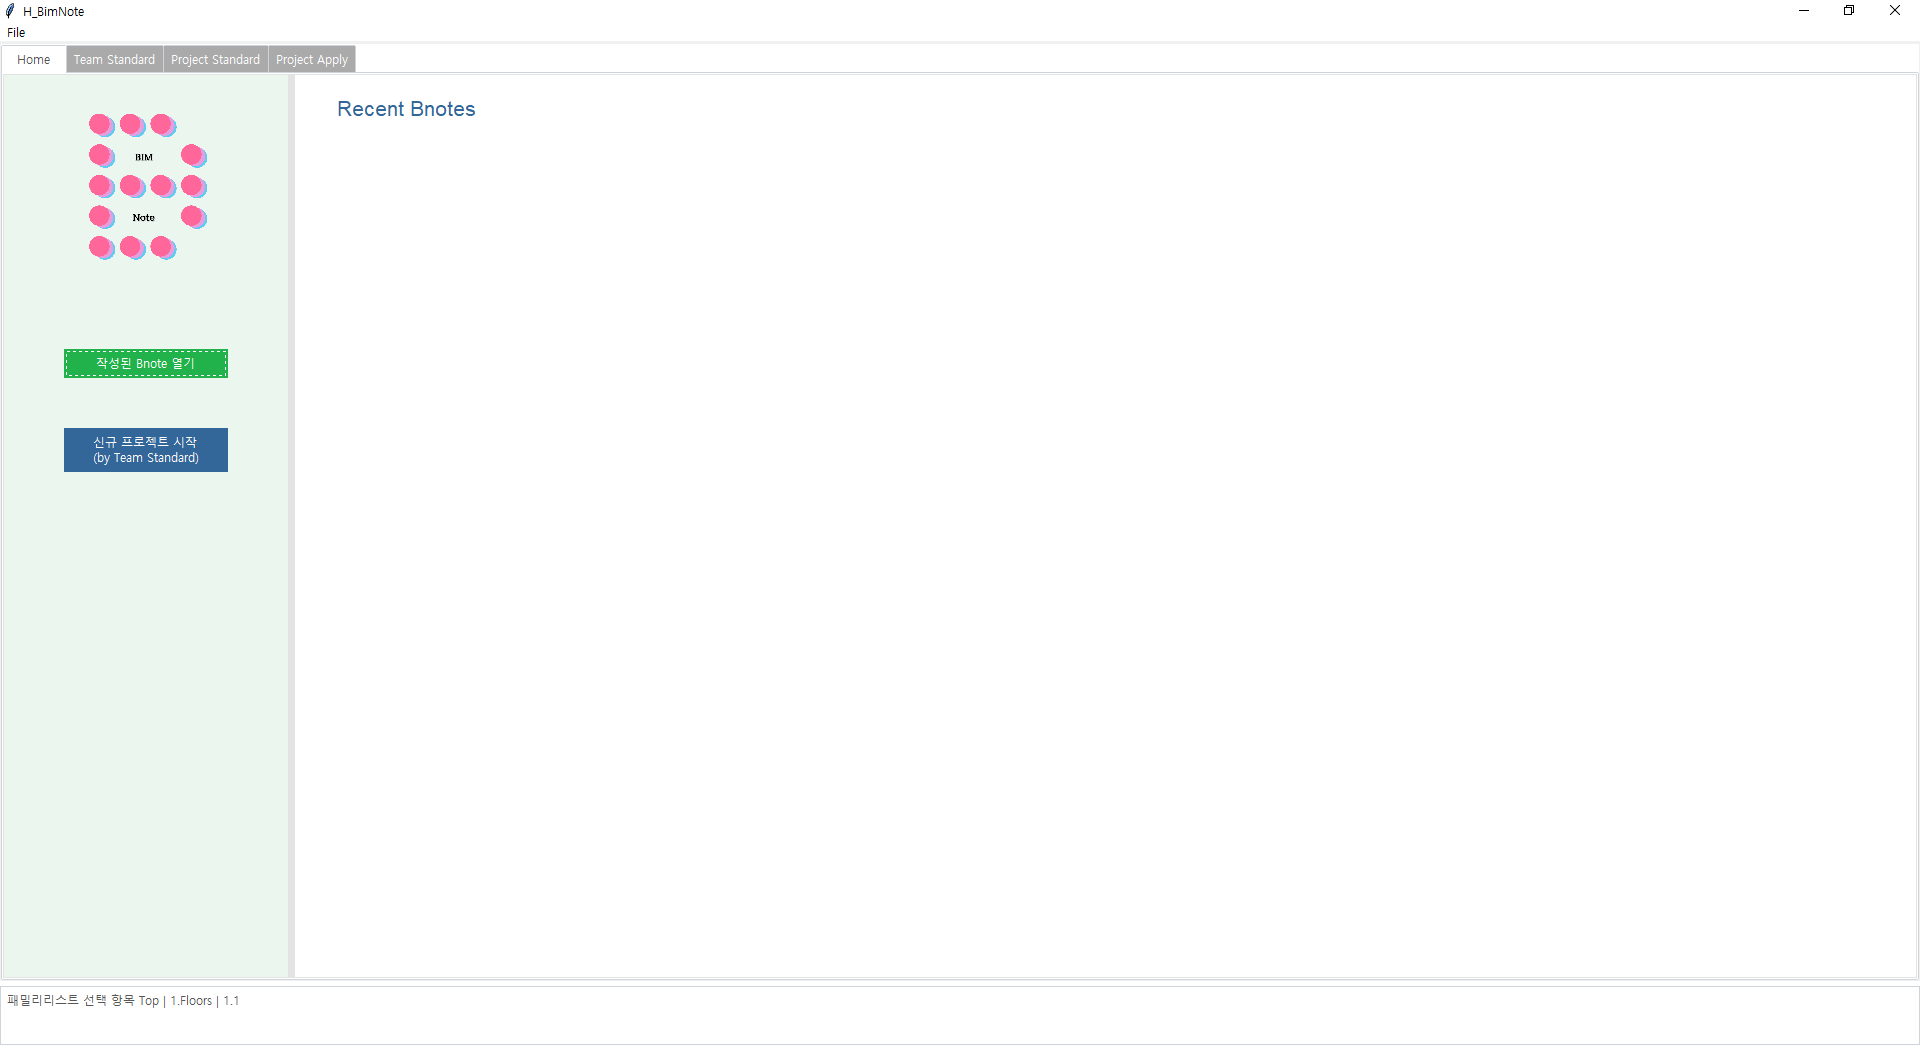 H_BimNote
File
Home Team Standard Project Standard Project Apply
BIM
Note
작성된 Bnote 열기
신규 프로젝트 시작
(by Team Standard)
Recent Bnotes
패밀리리스트 선택 항목 Top | 1.Floors | 1.1